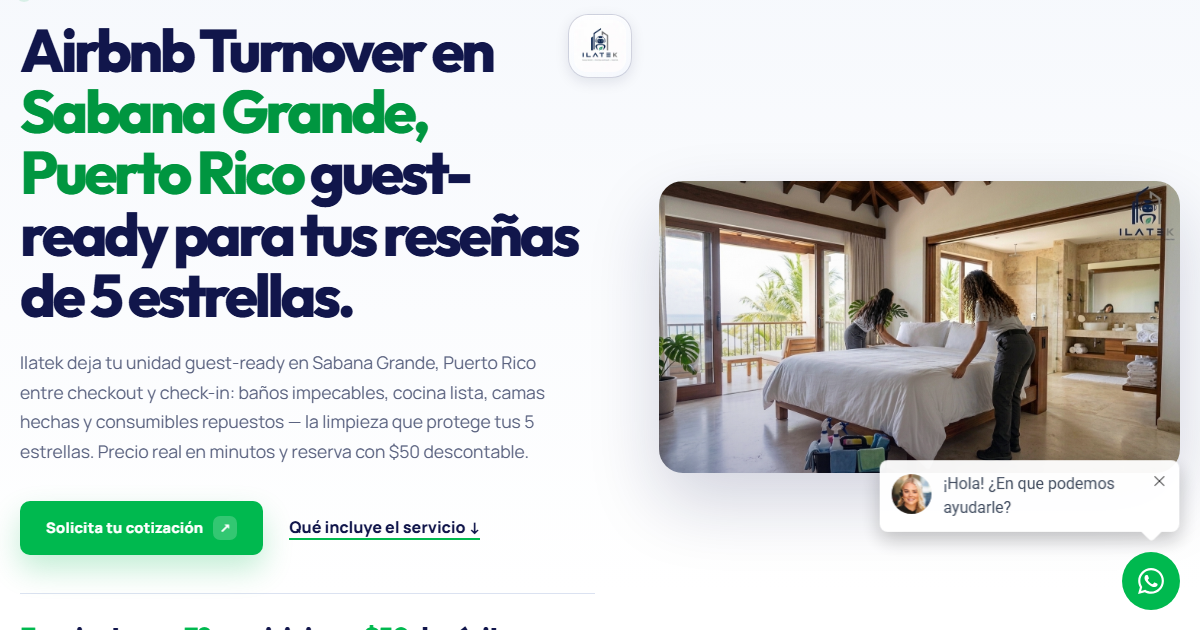 Airbnb Turnover en
Sabana Grande,
Puerto Rico guest-
ready para tus reseñas
de 5 estrellas.
ILATEK
ILATEK
Ilatek deja tu unidad guest-ready en Sabana Grande, Puerto Rico
entre checkout y check-in: baños impecables, cocina lista, camas
hechas y consumibles repuestos — la limpieza que protege tus 5
estrellas. Precio real en minutos y reserva con $50 descontable.
Solicita tu cotización ↗
Qué incluye el servicio ↓
¡Hola! ¿En que podemos
ayudarle?